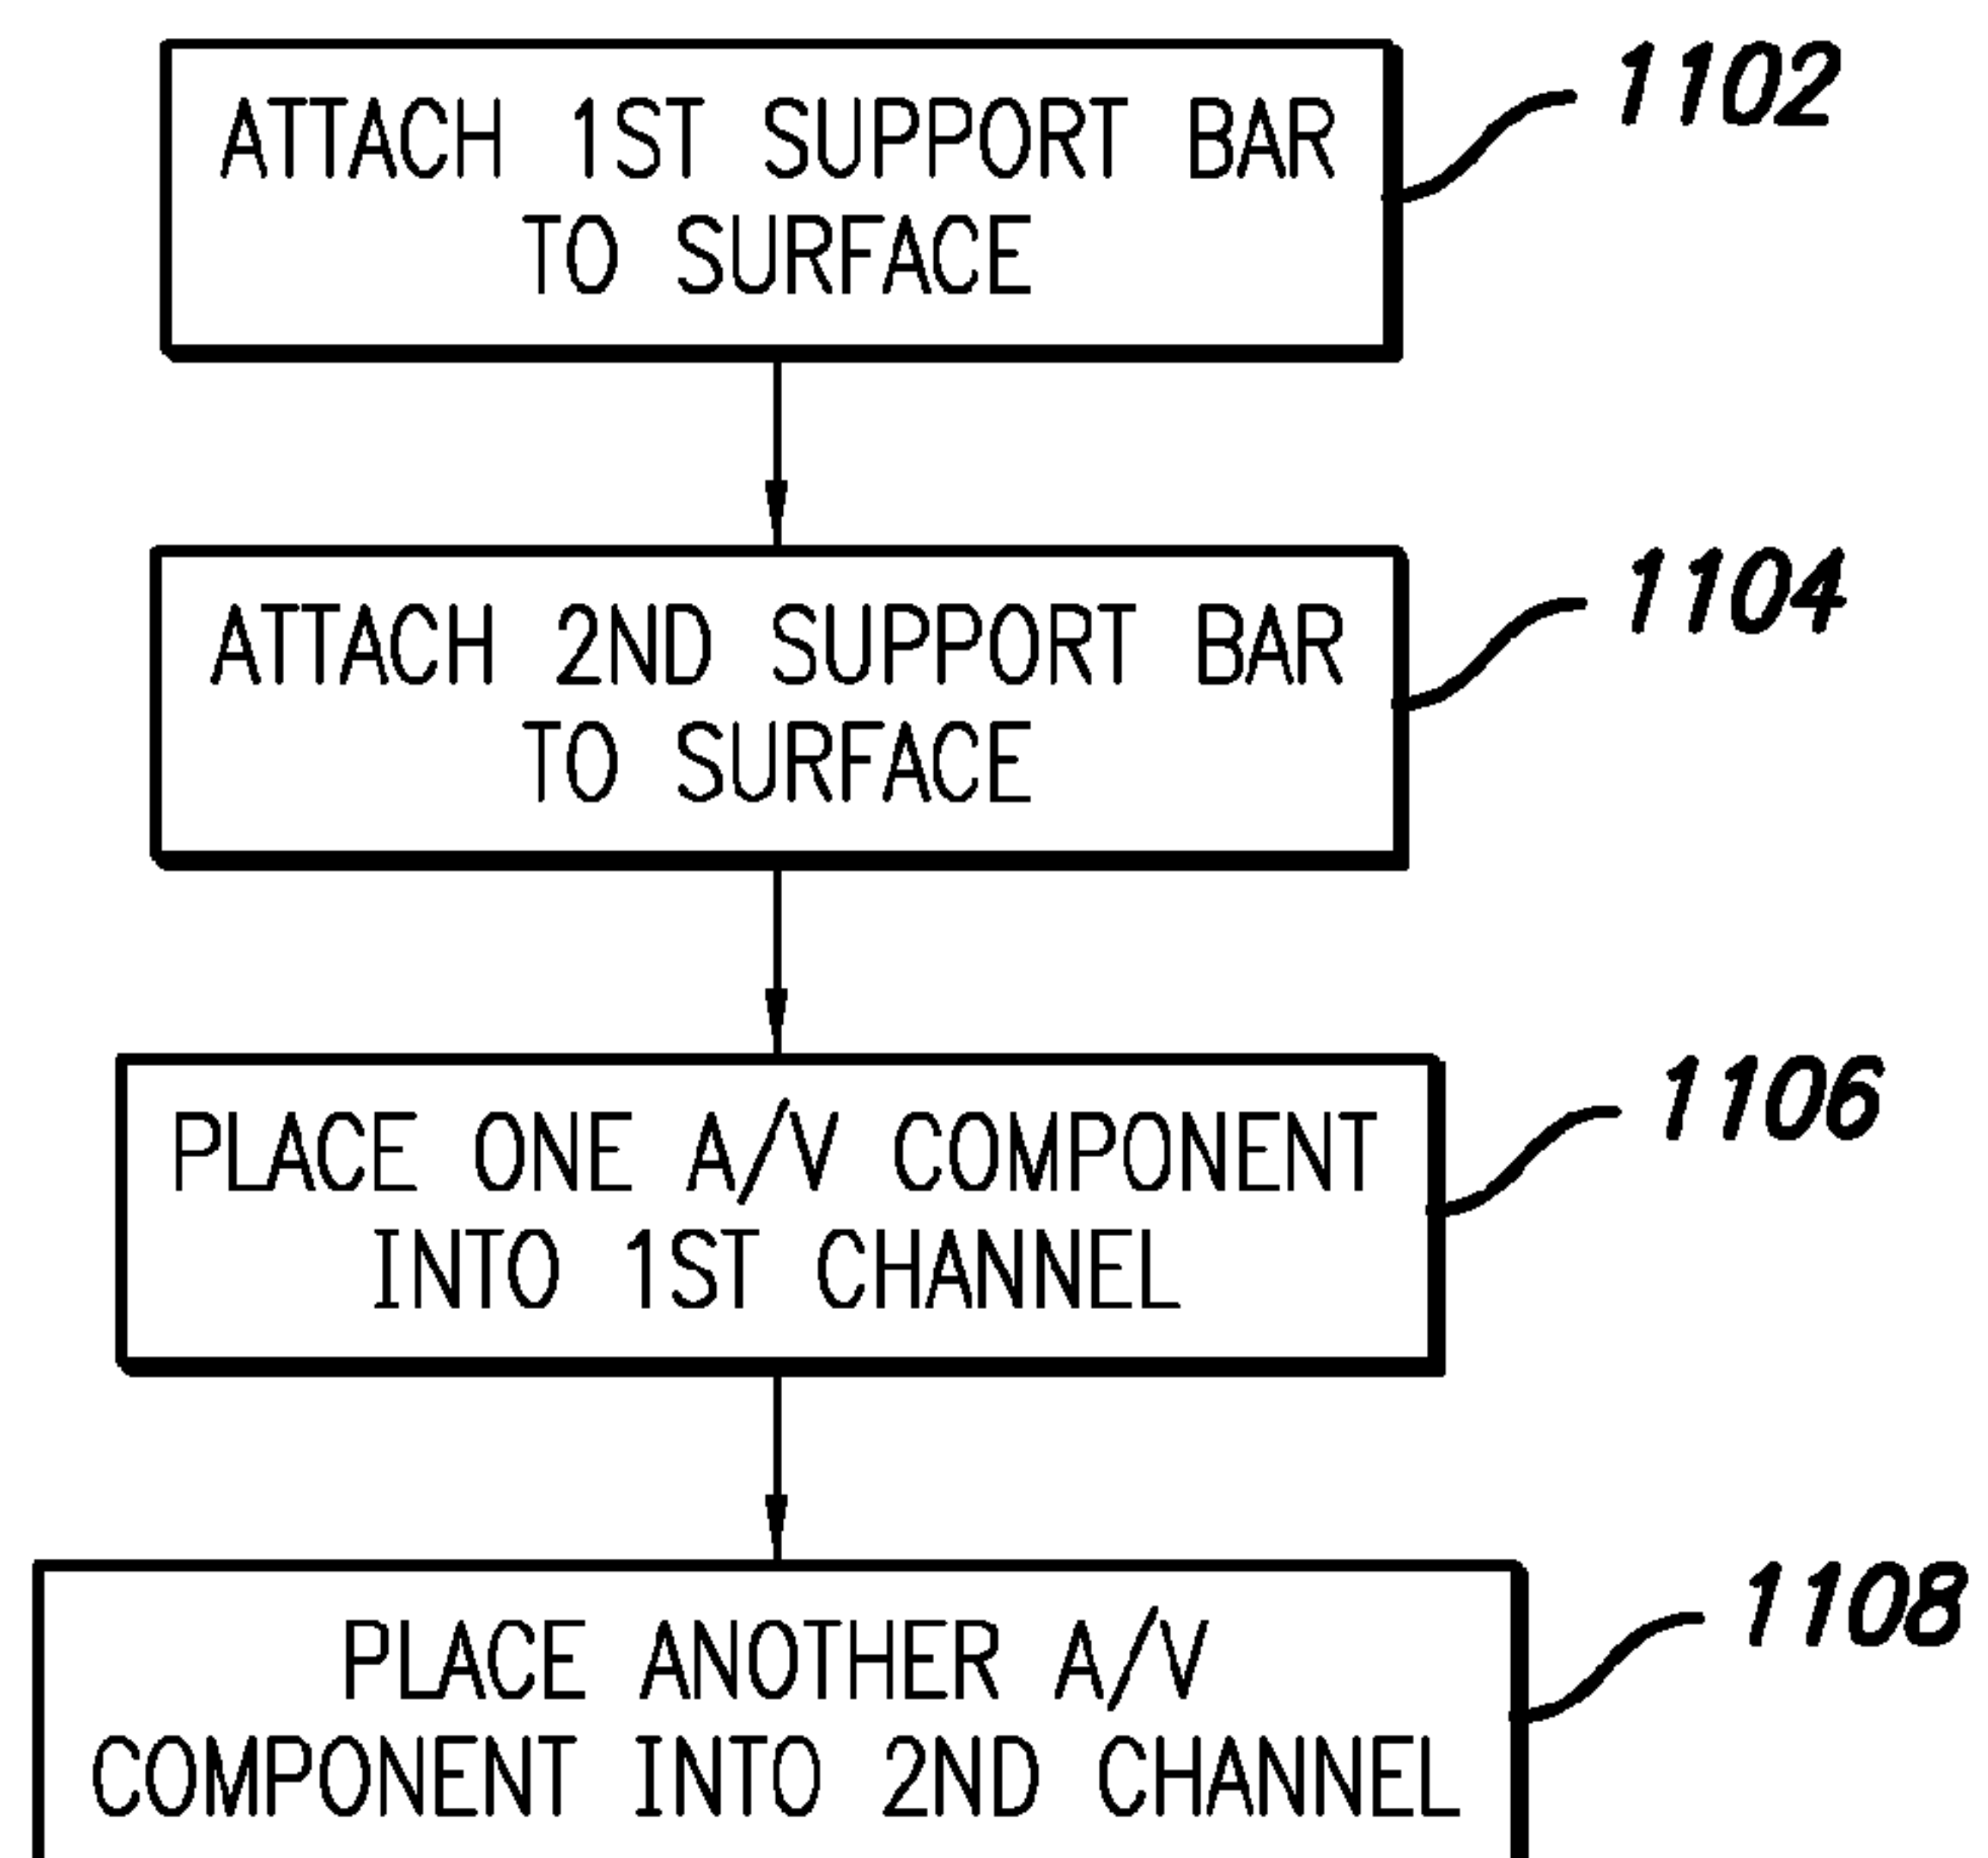 ATTACH 1ST SUPPORT BAR
TO SURFACE
1102
ATTACH 2ND SUPPORT BAR
TO SURFACE
1104
PLACE ONE A/V COMPONENT
INTO 1ST CHANNEL
1106
PLACE ANOTHER A/V
COMPONENT INTO 2ND CHANNEL
1108